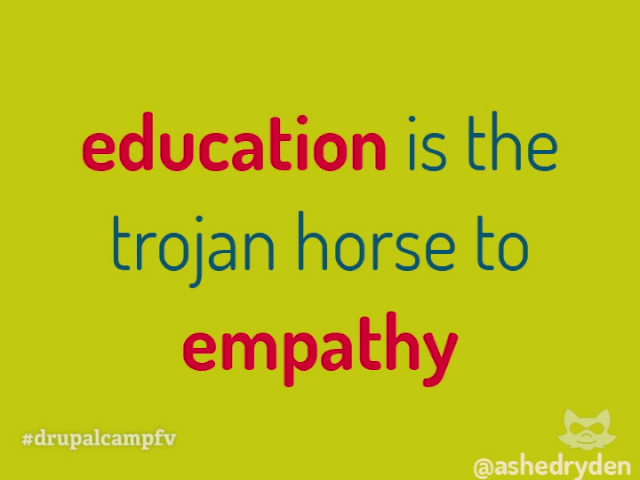 education is the
trojan horse to
empathy
#drupalcampfv
@ashedryden